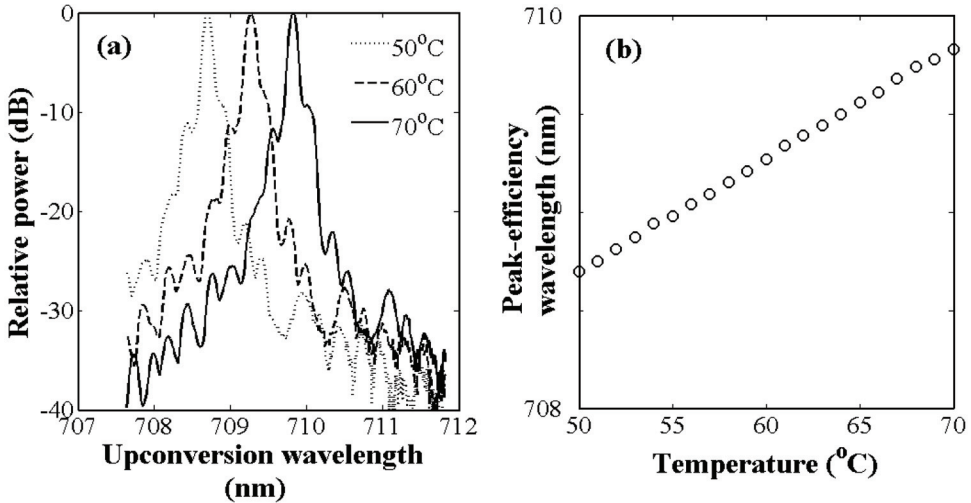 (a)
50°C
60°C
70°C
0
-10
-20
-30
-40
707 708 709 710 711 712
Relative power (dB)
Upconversion wavelength
(nm)
(b)
710
708
50 55 60 65 70
Peak-efficiency
wavelength (nm)
Temperature (°C)